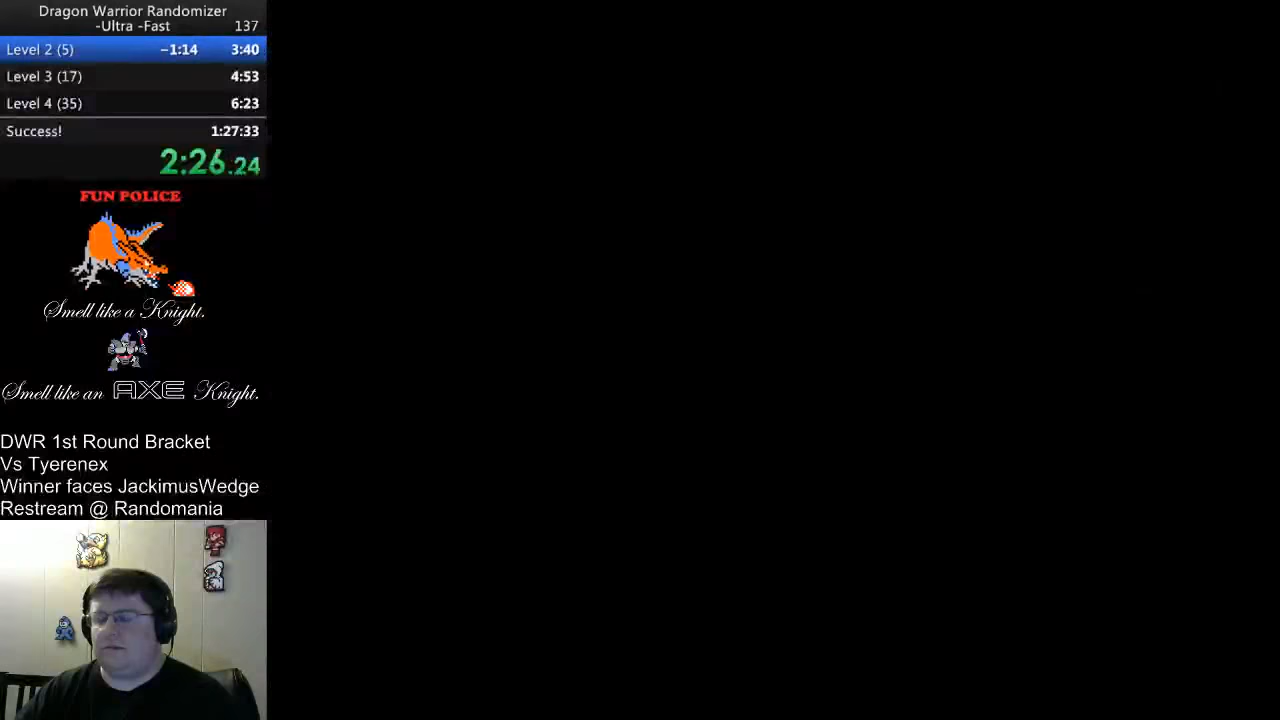 Dragon Warrior Randomizer
-Ultra -Fast 137
Level 2 (5) −1:14 3:40
Level 3 (17) 4:53
Level 4 (35) 6:23
Success! 1:27:33
2:26.24
FUN POLICE
Smell like a Knight.
Smell like an AXE Knight.
DWR 1st Round Bracket
Vs Tyerenex
Winner faces JackimusWedge
Restream @ Randomania